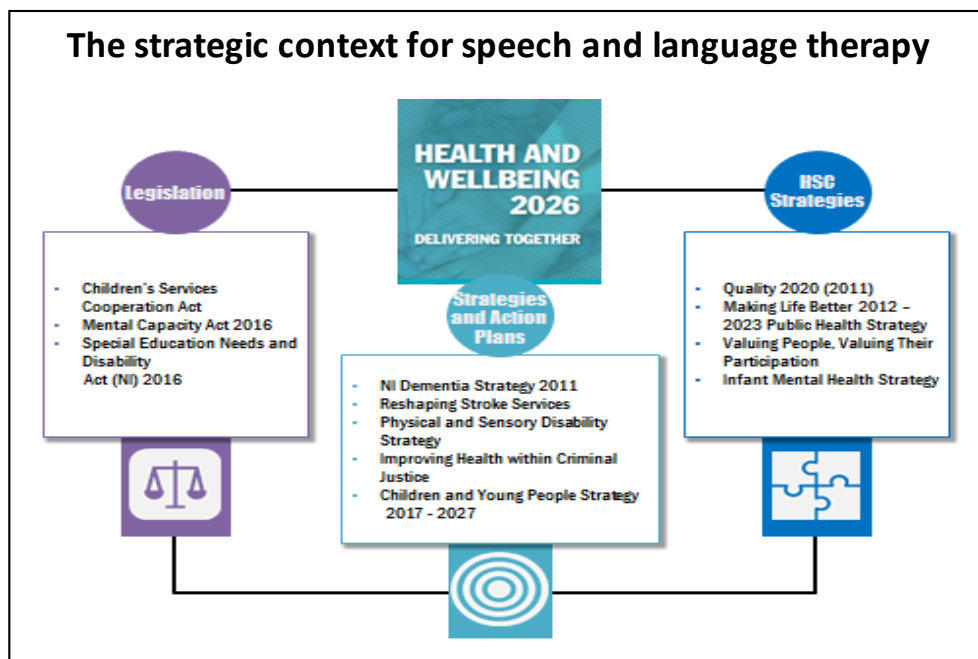 The strategic context for speech and language therapy
HEALTH AND
WELLBEING
2026
DELIVERING TOGETHER
Legislation
- Children's Services
Cooperation Act
- Mental Capacity Act 2016
- Special Education Needs and
Disability
Act (NI) 2016
Strategies
and Action
Plans
- NI Dementia Strategy 2011
- Reshaping Stroke Services
- Physical and Sensory Disability
Strategy
- Improving Health within Criminal
Justice
- Children and Young People Strategy
2017 - 2027
HSC
Strategies
- Quality 2020 (2011)
- Making Life Better 2012 –
2023 Public Health Strategy
- Valuing People, Valuing Their
Participation
- Infant Mental Health Strategy